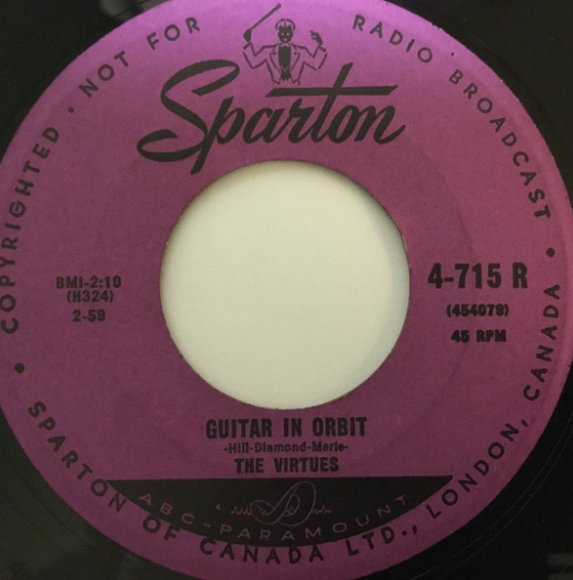 COPYRIGHTED • NOT FOR RADIO BROADCAST
Sparton
BMI-2:10
(H324)
2-59
4-715 R
(454079)
45 RPM
GUITAR IN ORBIT
-Hill-Diamond-Merle-
THE VIRTUES
ABC-PARAMOUNT
• SPARTON OF CANADA LTD., LONDON, CANADA •